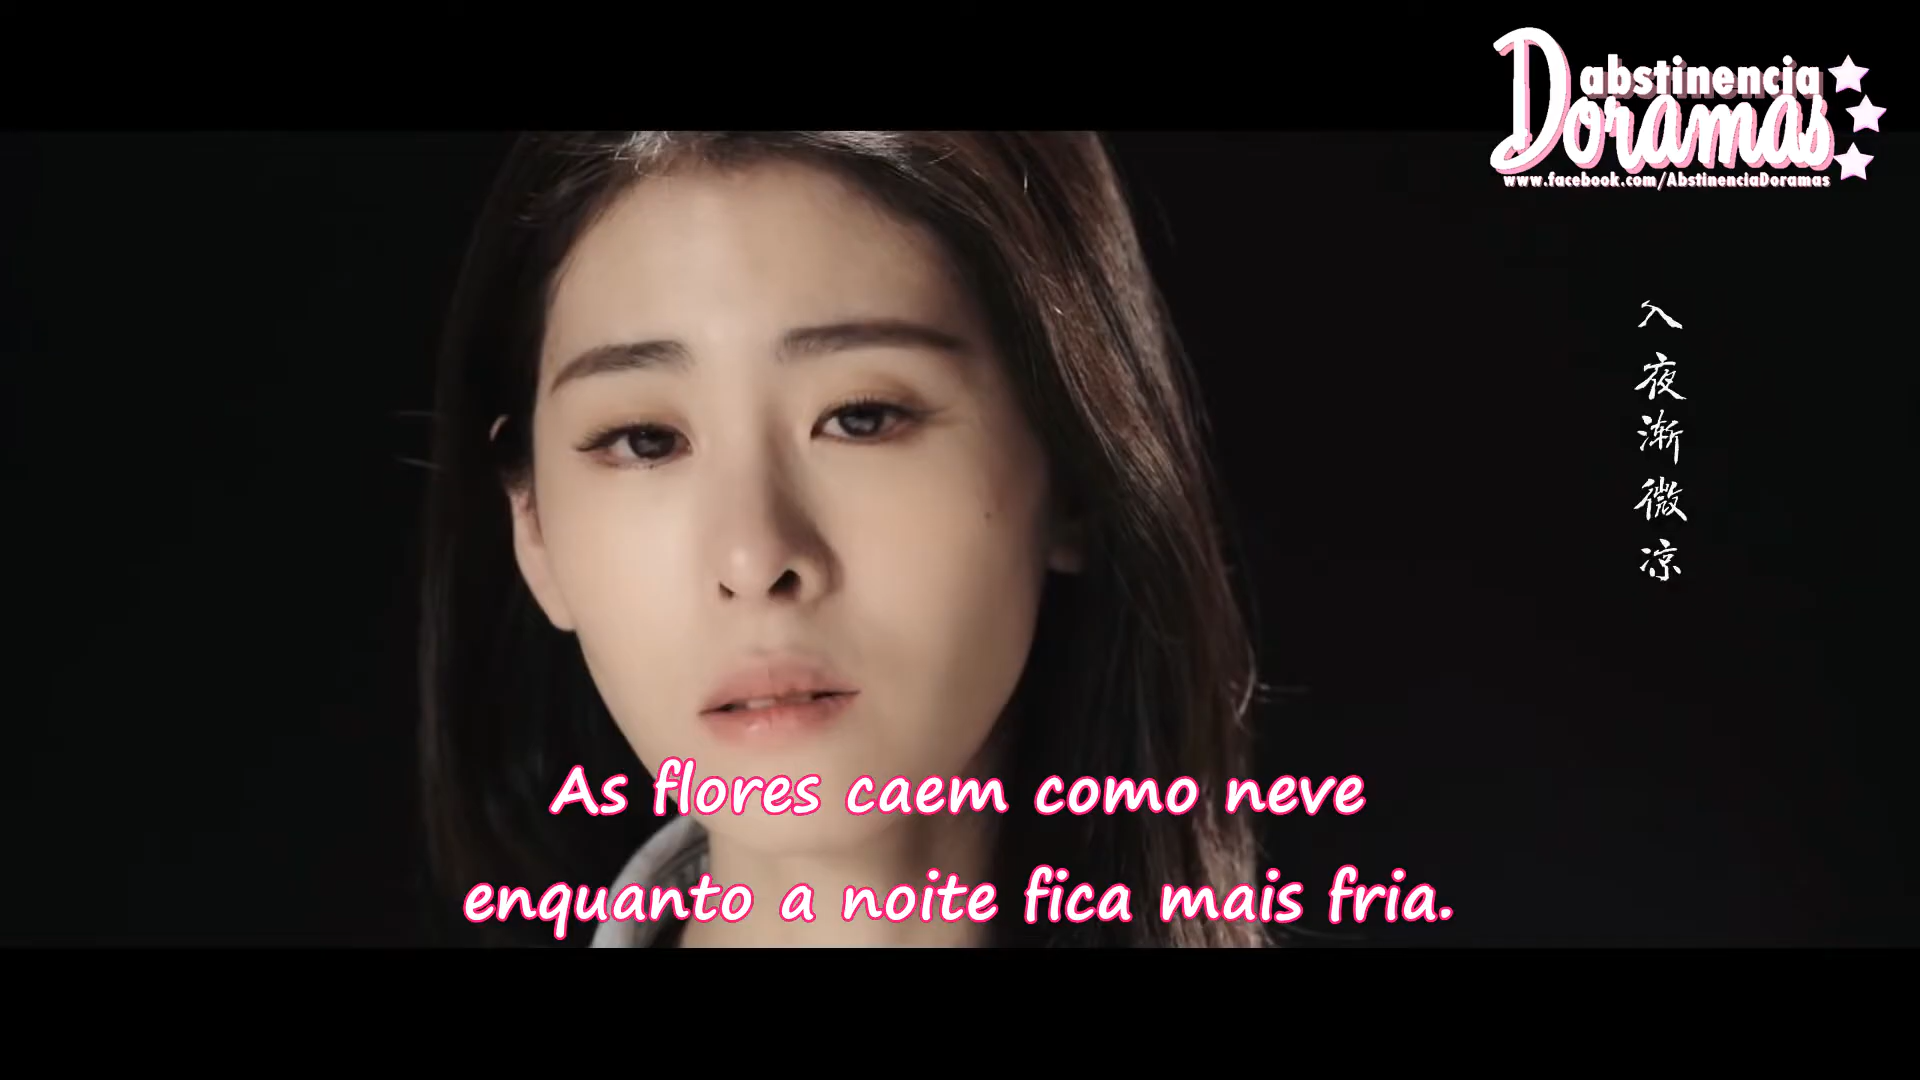 abstinencia
Doramas
www.facebook.com/AbstinenciaDoramas
入夜渐微凉
As flores caem como neve
enquanto a noite fica mais fria.